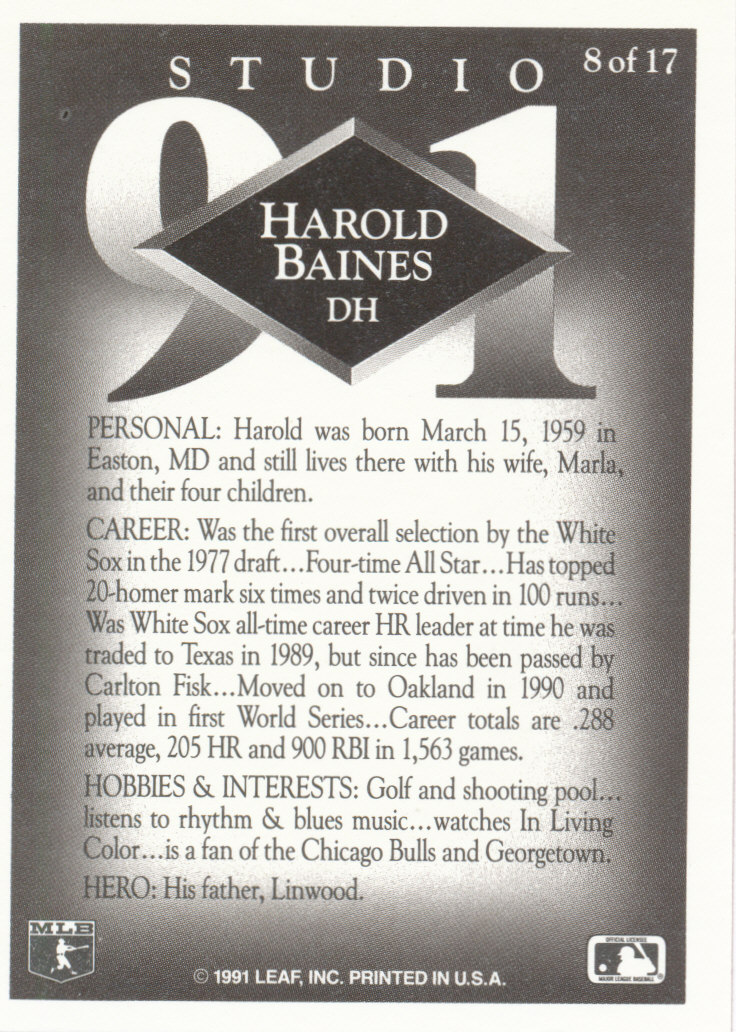 STUDIO
8 of 17
91
HAROLD
BAINES
DH
PERSONAL: Harold was born March 15, 1959 in
Easton, MD and still lives there with his wife, Marla,
and their four children.
CAREER: Was the first overall selection by the White
Sox in the 1977 draft...Four-time All Star...Has topped
20-homer mark six times and twice driven in 100 runs...
Was White Sox all-time career HR leader at time he was
traded to Texas in 1989, but since has been passed by
Carlton Fisk...Moved on to Oakland in 1990 and
played in first World Series...Career totals are .288
average, 205 HR and 900 RBI in 1,563 games.
HOBBIES & INTERESTS: Golf and shooting pool...
listens to rhythm & blues music...watches In Living
Color...is a fan of the Chicago Bulls and Georgetown.
HERO: His father, Linwood.
MLB
© 1991 LEAF, INC. PRINTED IN U.S.A.
OFFICIAL LICENSEE
MAJOR LEAGUE BASEBALL ®